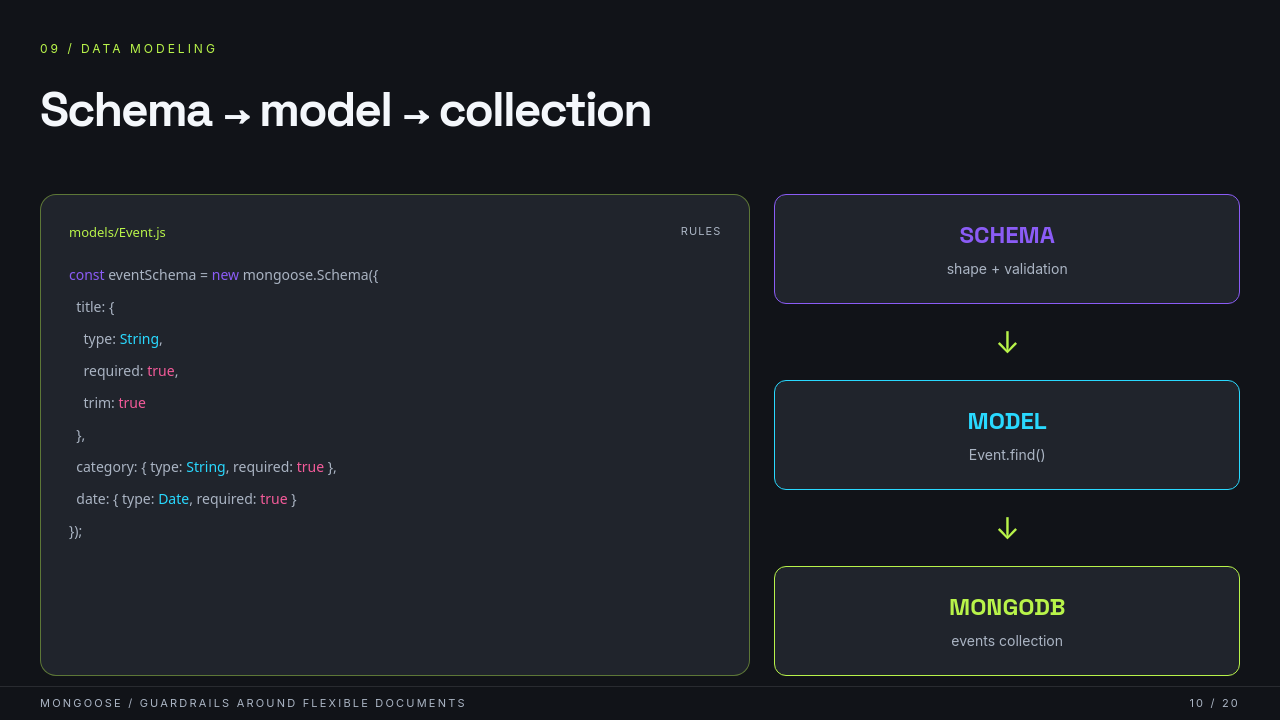 09 / DATA MODELING
Schema → model → collection
models/Event.js
RULES
const eventSchema = new mongoose.Schema({
  title: {
    type: String,
    required: true,
    trim: true
  },
  category: { type: String, required: true },
  date: { type: Date, required: true }
});
SCHEMA
shape + validation
↓
MODEL
Event.find()
↓
MONGODB
events collection
MONGOOSE / GUARDRAILS AROUND FLEXIBLE DOCUMENTS
10 / 20